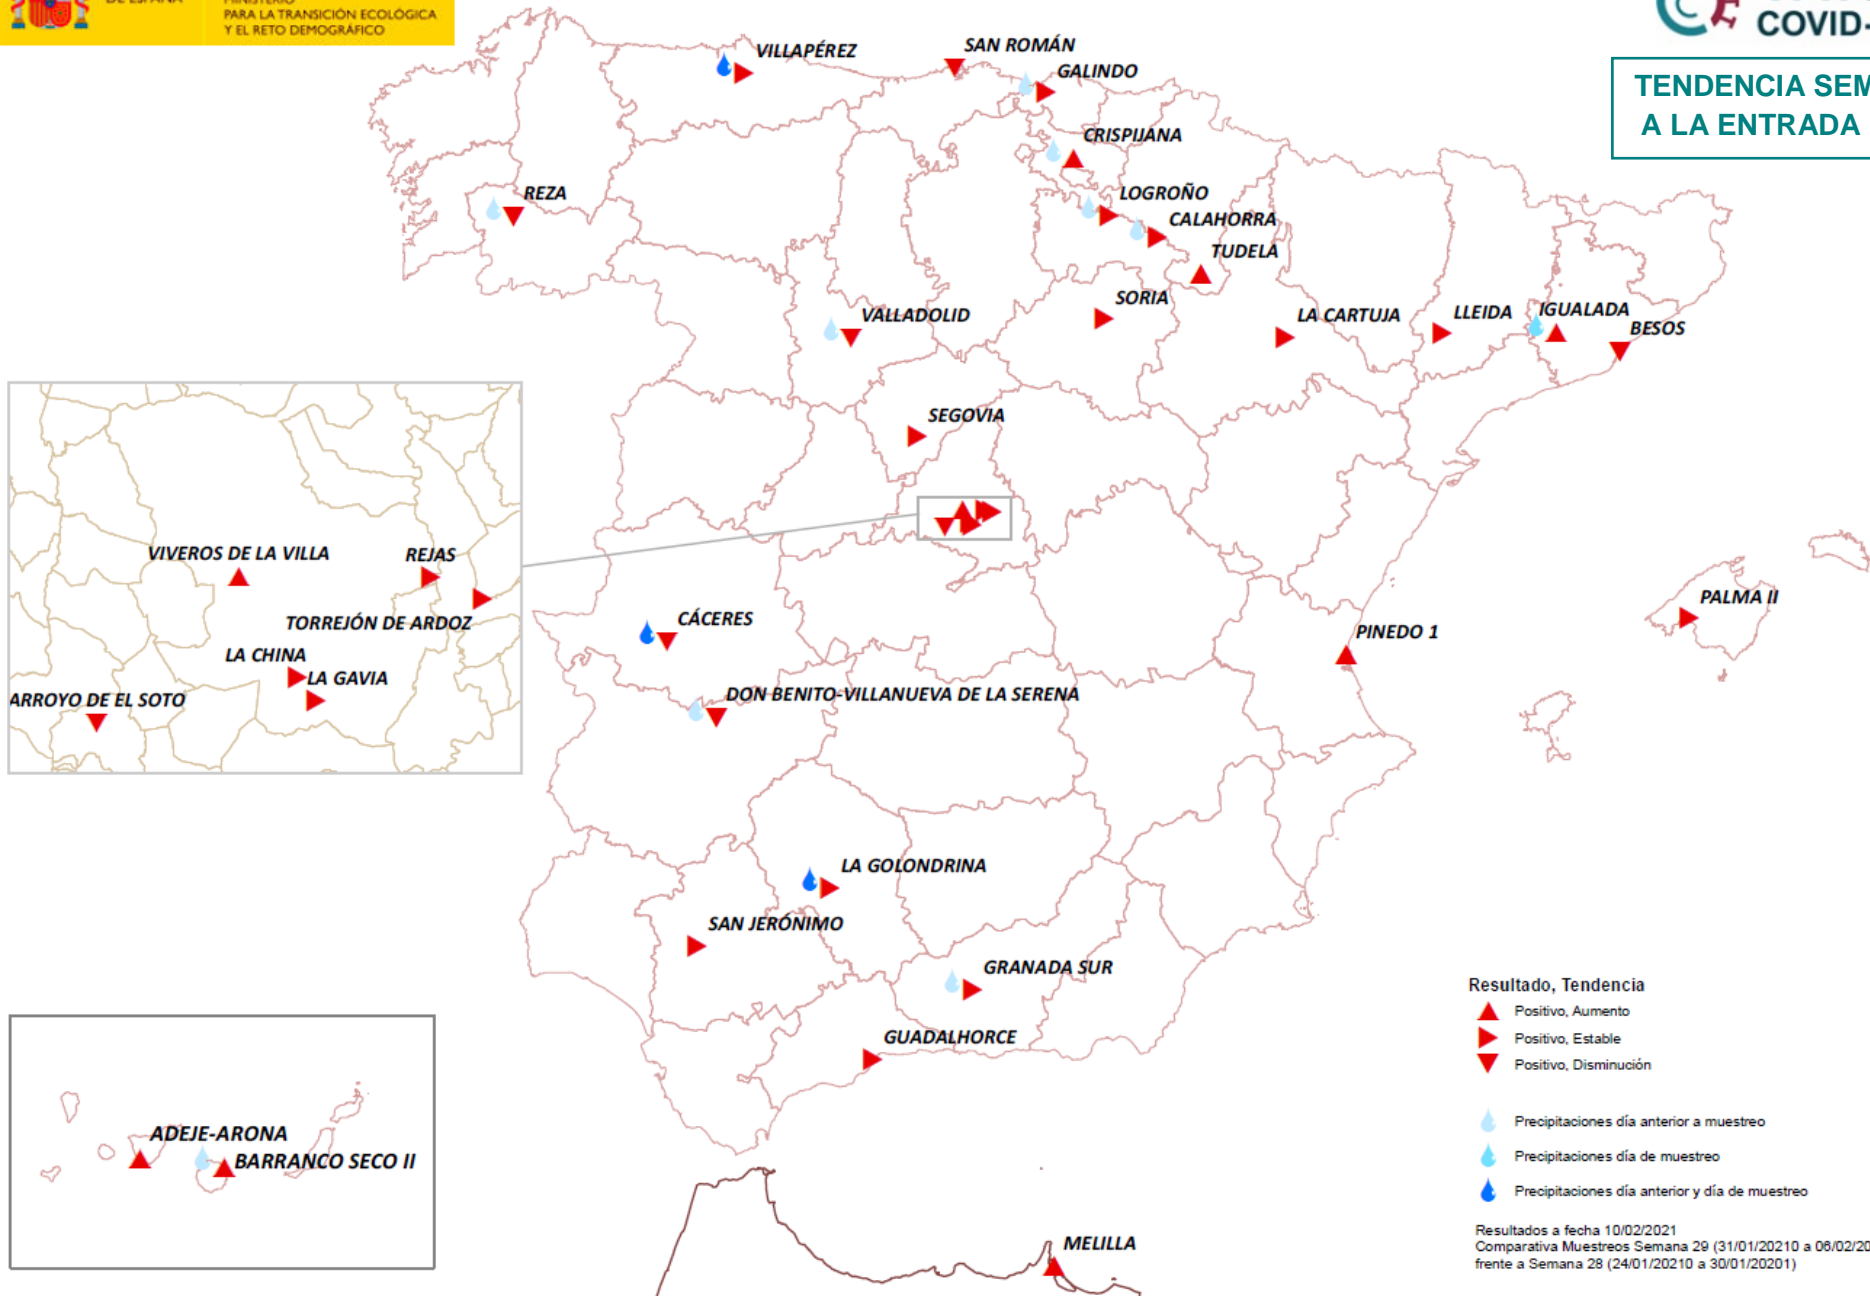 DE ESPAÑA
MINISTERIO
PARA LA TRANSICIÓN ECOLÓGICA
Y EL RETO DEMOGRÁFICO
COVID-
TENDENCIA SEM
A LA ENTRADA
VILLAPÉREZ
SAN ROMÁN
GALINDO
CRISPIJANA
REZA
LOGROÑO
CALAHORRA
TUDELA
SORIA
VALLADOLID
LA CARTUJA
LLEIDA
IGUALADA
BESOS
SEGOVIA
VIVEROS DE LA VILLA
REJAS
TORREJÓN DE ARDOZ
LA CHINA
LA GAVIA
ARROYO DE EL SOTO
CÁCERES
PALMA II
PINEDO 1
DON BENITO-VILLANUEVA DE LA SERENA
LA GOLONDRINA
SAN JERÓNIMO
GRANADA SUR
GUADALHORCE
ADEJE-ARONA
BARRANCO SECO II
MELILLA
Resultado, Tendencia
Positivo, Aumento
Positivo, Estable
Positivo, Disminución
Precipitaciones día anterior a muestreo
Precipitaciones día de muestreo
Precipitaciones día anterior y día de muestreo
Resultados a fecha 10/02/2021
Comparativa Muestreos Semana 29 (31/01/20210 a 06/02/20
frente a Semana 28 (24/01/20210 a 30/01/20201)